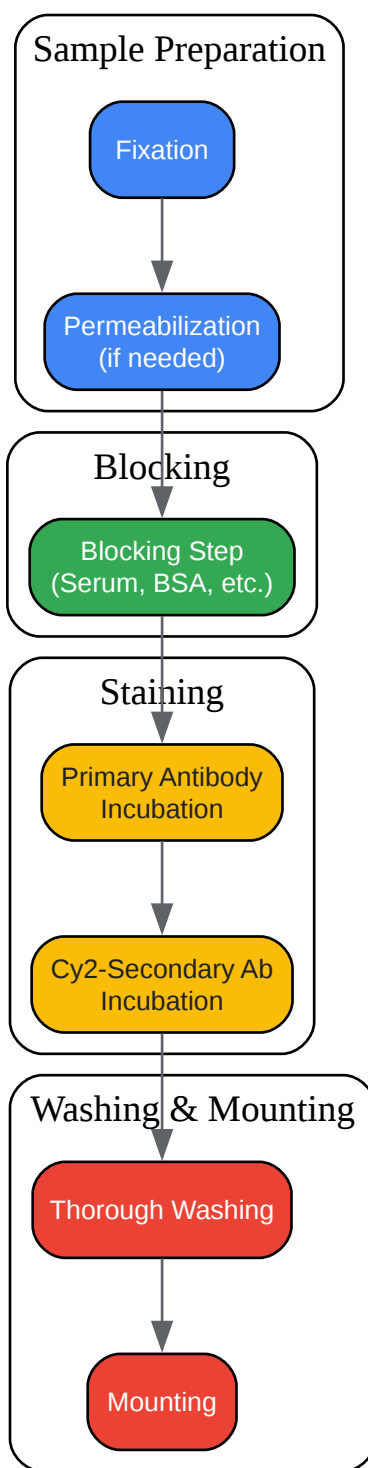 Sample Preparation
Fixation
Permeabilization
(if needed)
Blocking
Blocking Step
(Serum, BSA, etc.)
Staining
Primary Antibody
Incubation
Cy2-Secondary Ab
Incubation
Washing & Mounting
Thorough Washing
Mounting